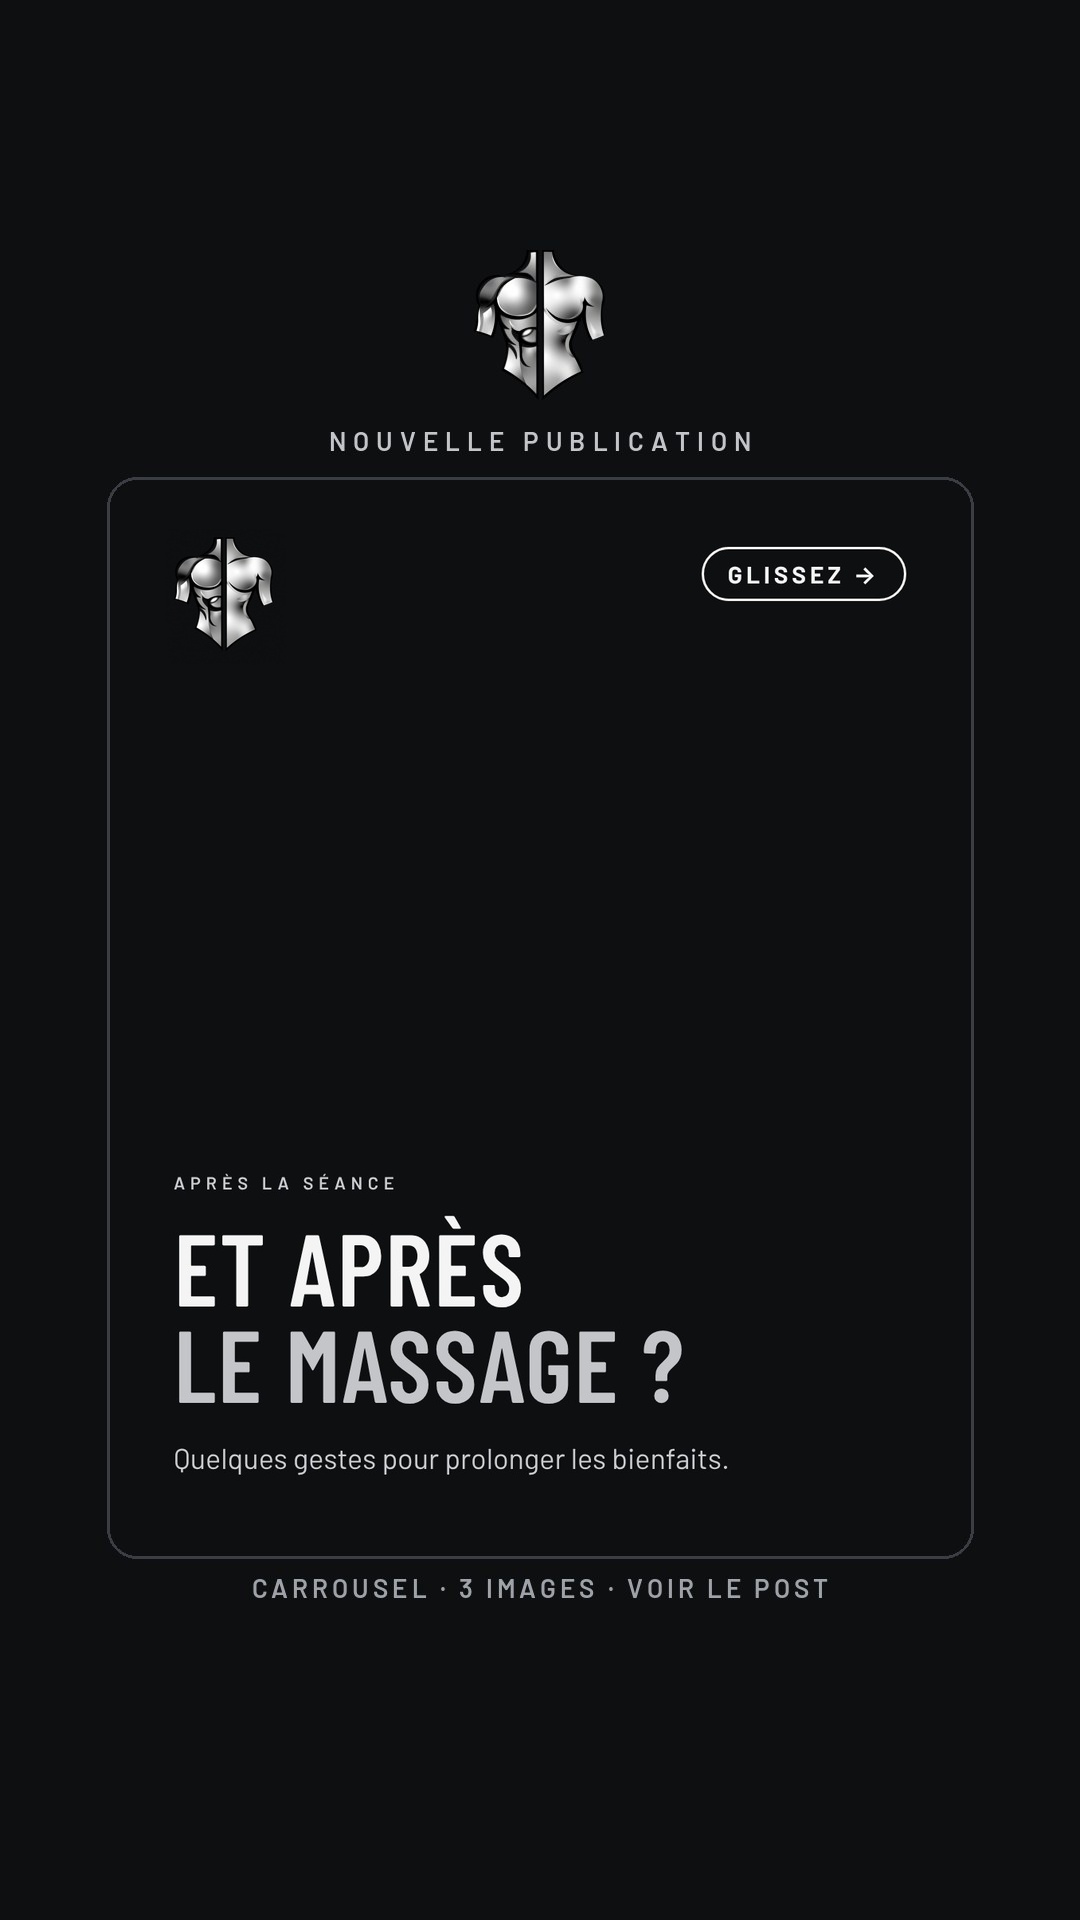 NOUVELLE PUBLICATION
GLISSEZ →
APRÈS LA SÉANCE
ET APRÈS
LE MASSAGE ?
Quelques gestes pour prolonger les bienfaits.
CARROUSEL · 3 IMAGES · VOIR LE POST